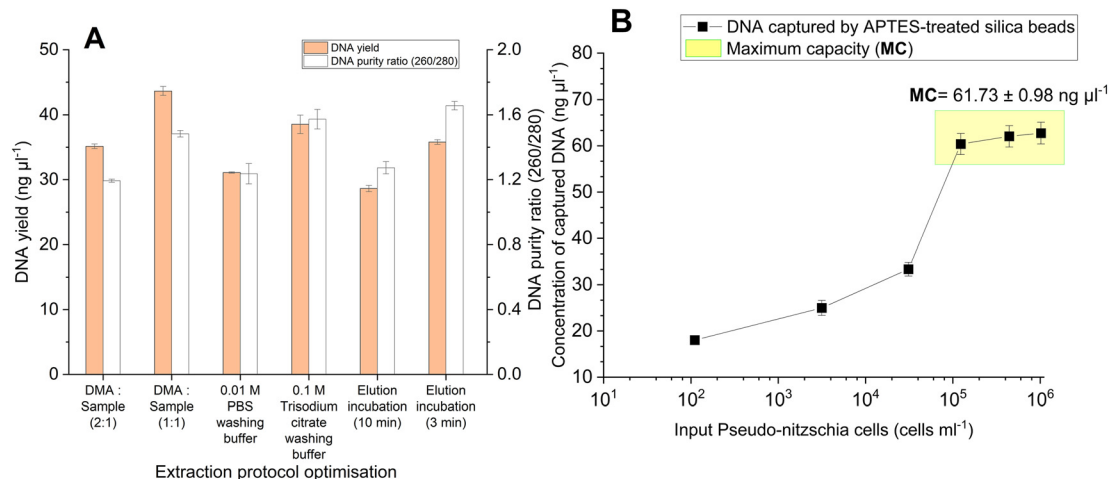 A
DNA yield
DNA purity ratio (260/280)
50
40
30
20
10
0
DNA yield (ng µl-1)
2.0
1.6
1.2
0.8
0.4
0.0
DNA purity ratio (260/280)
DMA :
Sample
(2:1)
DMA :
Sample
(1:1)
0.01 M
PBS
washing
buffer
0.1 M
Trisodium
citrate
washing
buffer
Elution
incubation
(10 min)
Elution
incubation
(3 min)
Extraction protocol optimisation
B
DNA captured by APTES-treated silica beads
Maximum capacity (MC)
MC= 61.73 ± 0.98 ng µl-1
80
70
60
50
40
30
20
10
Concentration of captured DNA (ng µl-1)
101
102
103
104
105
106
Input Pseudo-nitzschia cells (cells ml-1)